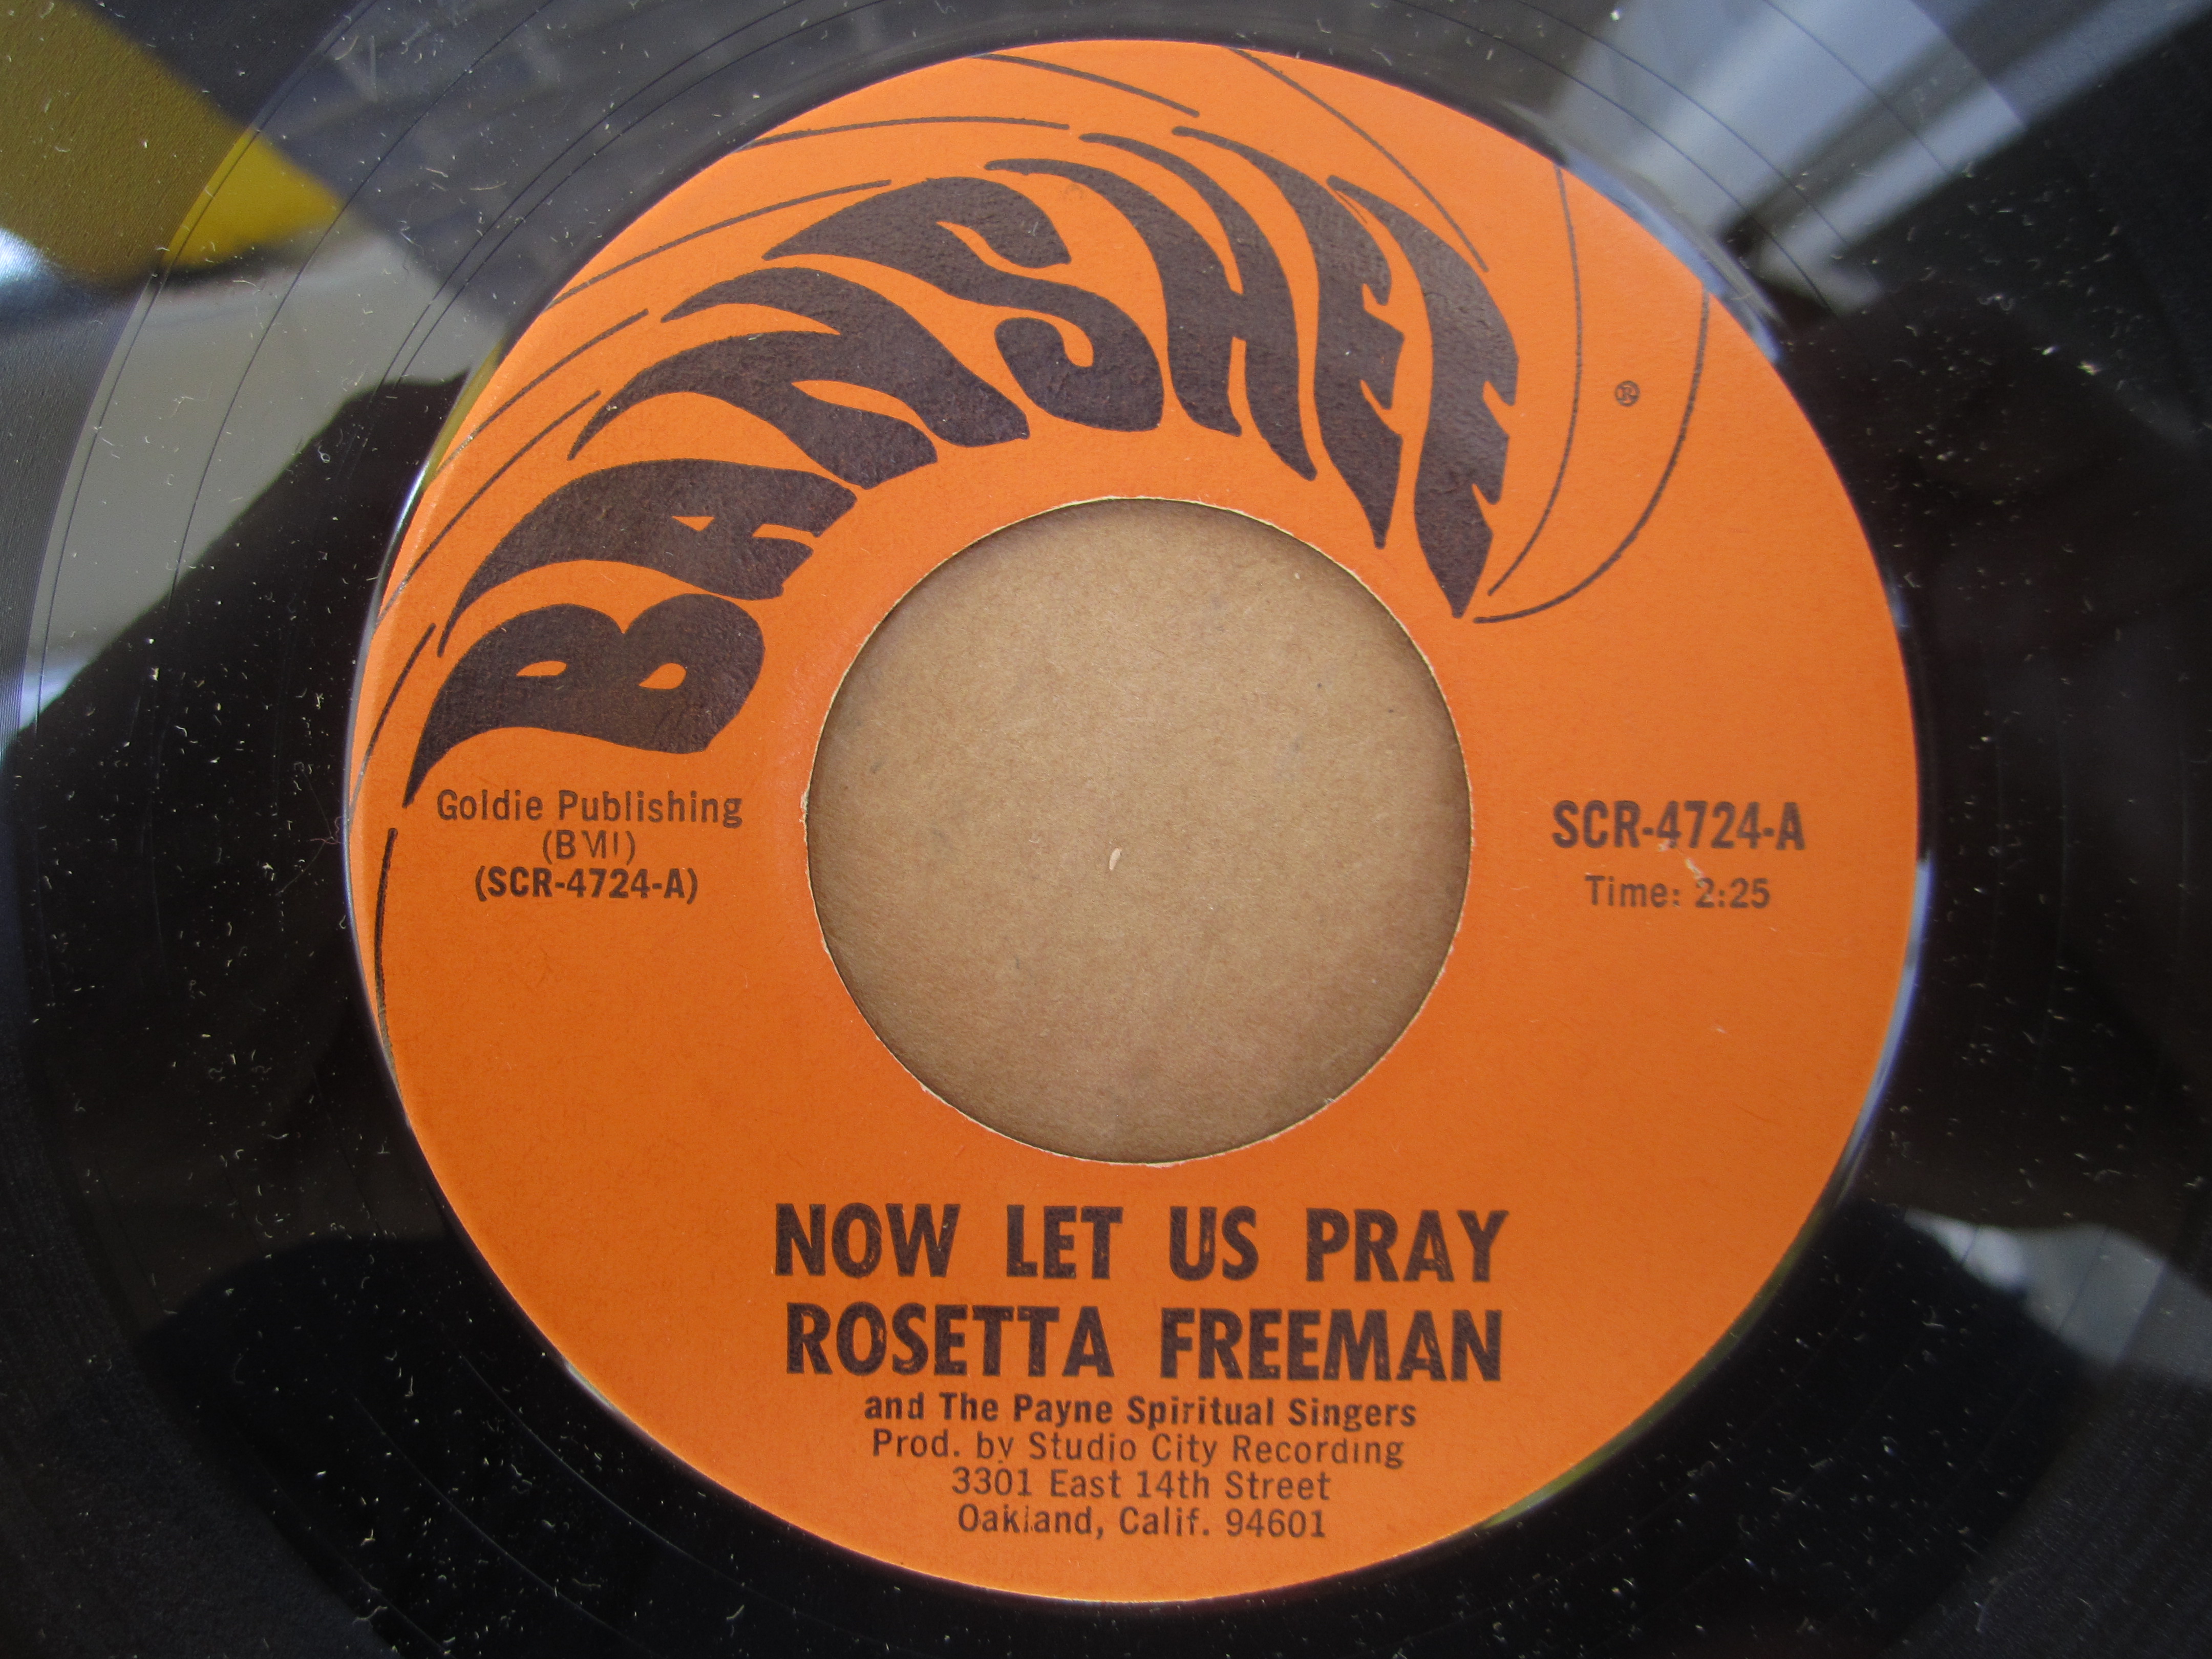 BANSHEE
®
Goldie Publishing
(BMI)
(SCR-4724-A)
SCR-4724-A
Time: 2:25
NOW LET US PRAY
ROSETTA FREEMAN
and The Payne Spiritual Singers
Prod. by Studio City Recording
3301 East 14th Street
Oakland, Calif. 94601